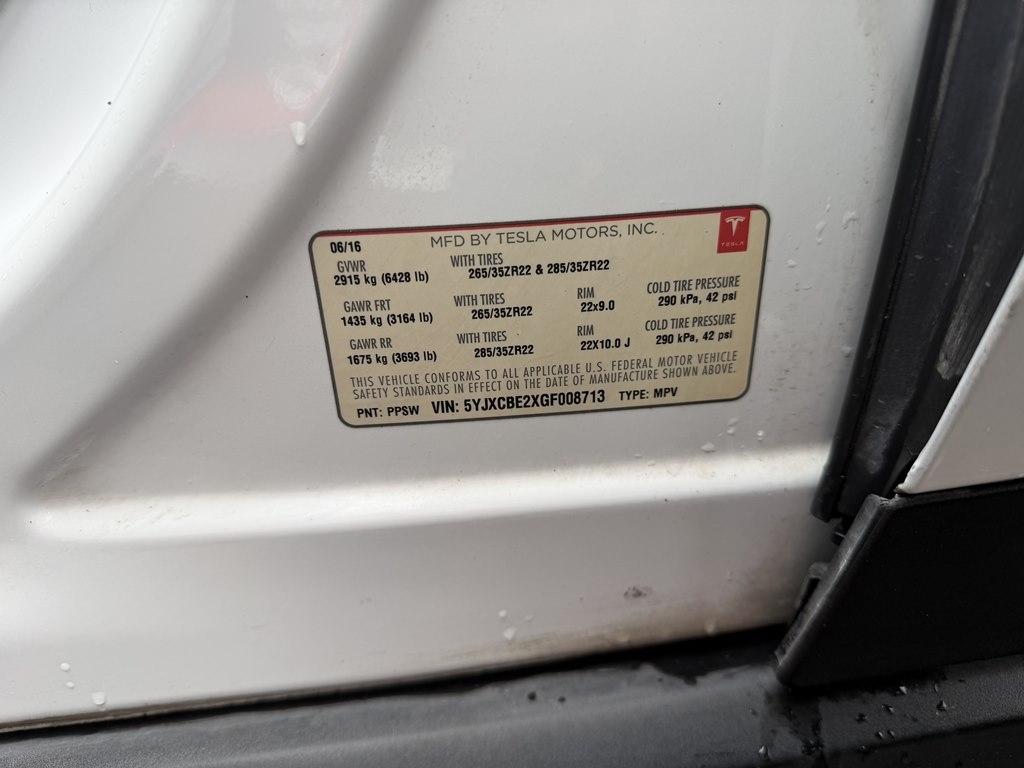 06/16 MFD BY TESLA MOTORS, INC.
TESLA
GVWR WITH TIRES
2915 kg (6428 lb) 265/35ZR22 & 285/35ZR22
GAWR FRT WITH TIRES RIM COLD TIRE PRESSURE
1435 kg (3164 lb) 265/35ZR22 22x9.0 290 kPa, 42 psi
GAWR RR WITH TIRES RIM COLD TIRE PRESSURE
1675 kg (3693 lb) 285/35ZR22 22X10.0 J 290 kPa, 42 psi
THIS VEHICLE CONFORMS TO ALL APPLICABLE U.S. FEDERAL MOTOR VEHICLE
SAFETY STANDARDS IN EFFECT ON THE DATE OF MANUFACTURE SHOWN ABOVE.
PNT: PPSW VIN: 5YJXCBE2XGF008713 TYPE: MPV